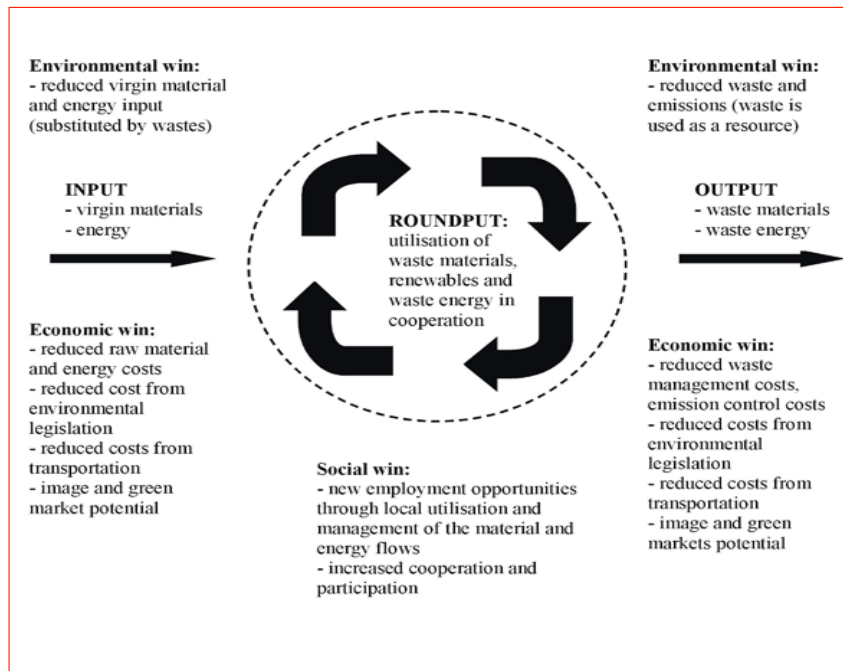 Environmental win:
- reduced virgin material
and energy input
(substituted by wastes)
INPUT
- virgin materials
- energy
Economic win:
- reduced raw material
and energy costs
- reduced cost from
environmental
legislation
- reduced costs from
transportation
- image and green
market potential
ROUNDPUT:
utilisation of
waste materials,
renewables and
waste energy in
cooperation
Social win:
- new employment opportunities
through local utilisation and
management of the material and
energy flows
- increased cooperation and
participation
Environmental win:
- reduced waste and
emissions (waste is
used as a resource)
OUTPUT
- waste materials
- waste energy
Economic win:
- reduced waste
management costs,
emission control costs
- reduced costs from
environmental
legislation
- reduced costs from
transportation
- image and green
markets potential